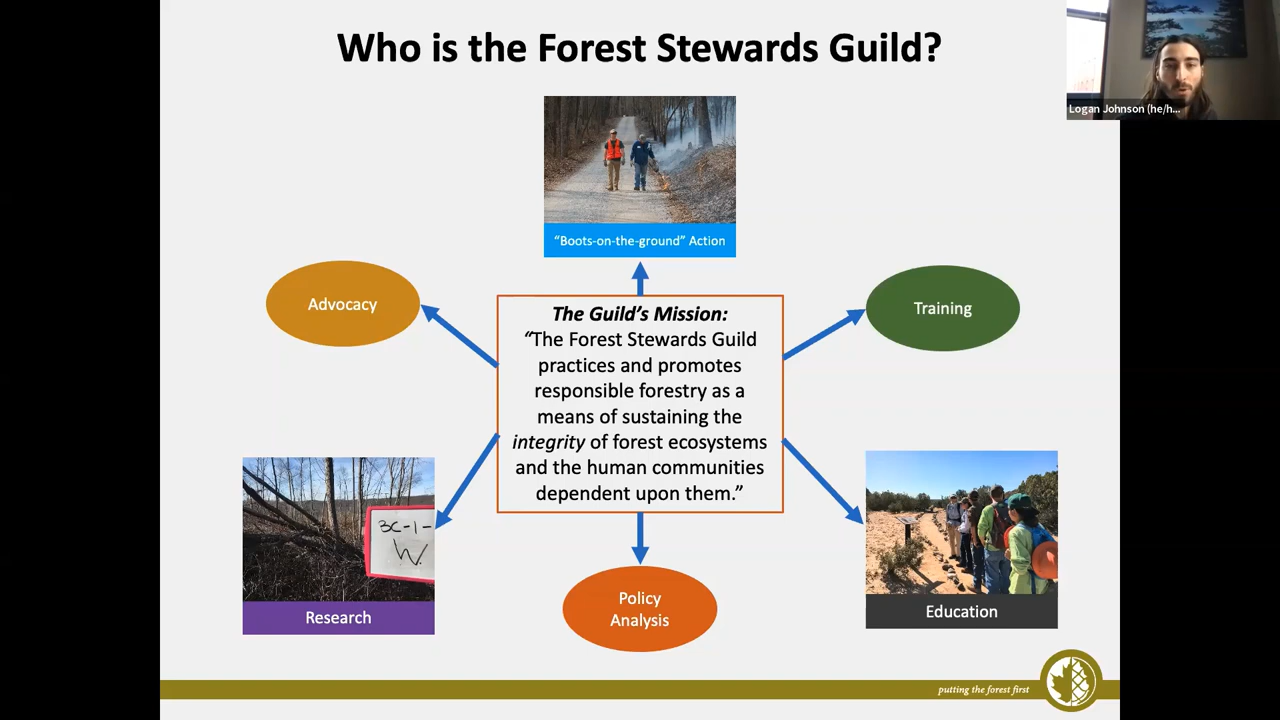 Who is the Forest Stewards Guild?
Logan Johnson (he/h...
"Boots-on-the-ground" Action
Advocacy
Training
The Guild's Mission:
"The Forest Stewards Guild
practices and promotes
responsible forestry as a
means of sustaining the
integrity of forest ecosystems
and the human communities
dependent upon them."
3C-1-
W.
Research
Policy
Analysis
Education
putting the forest first